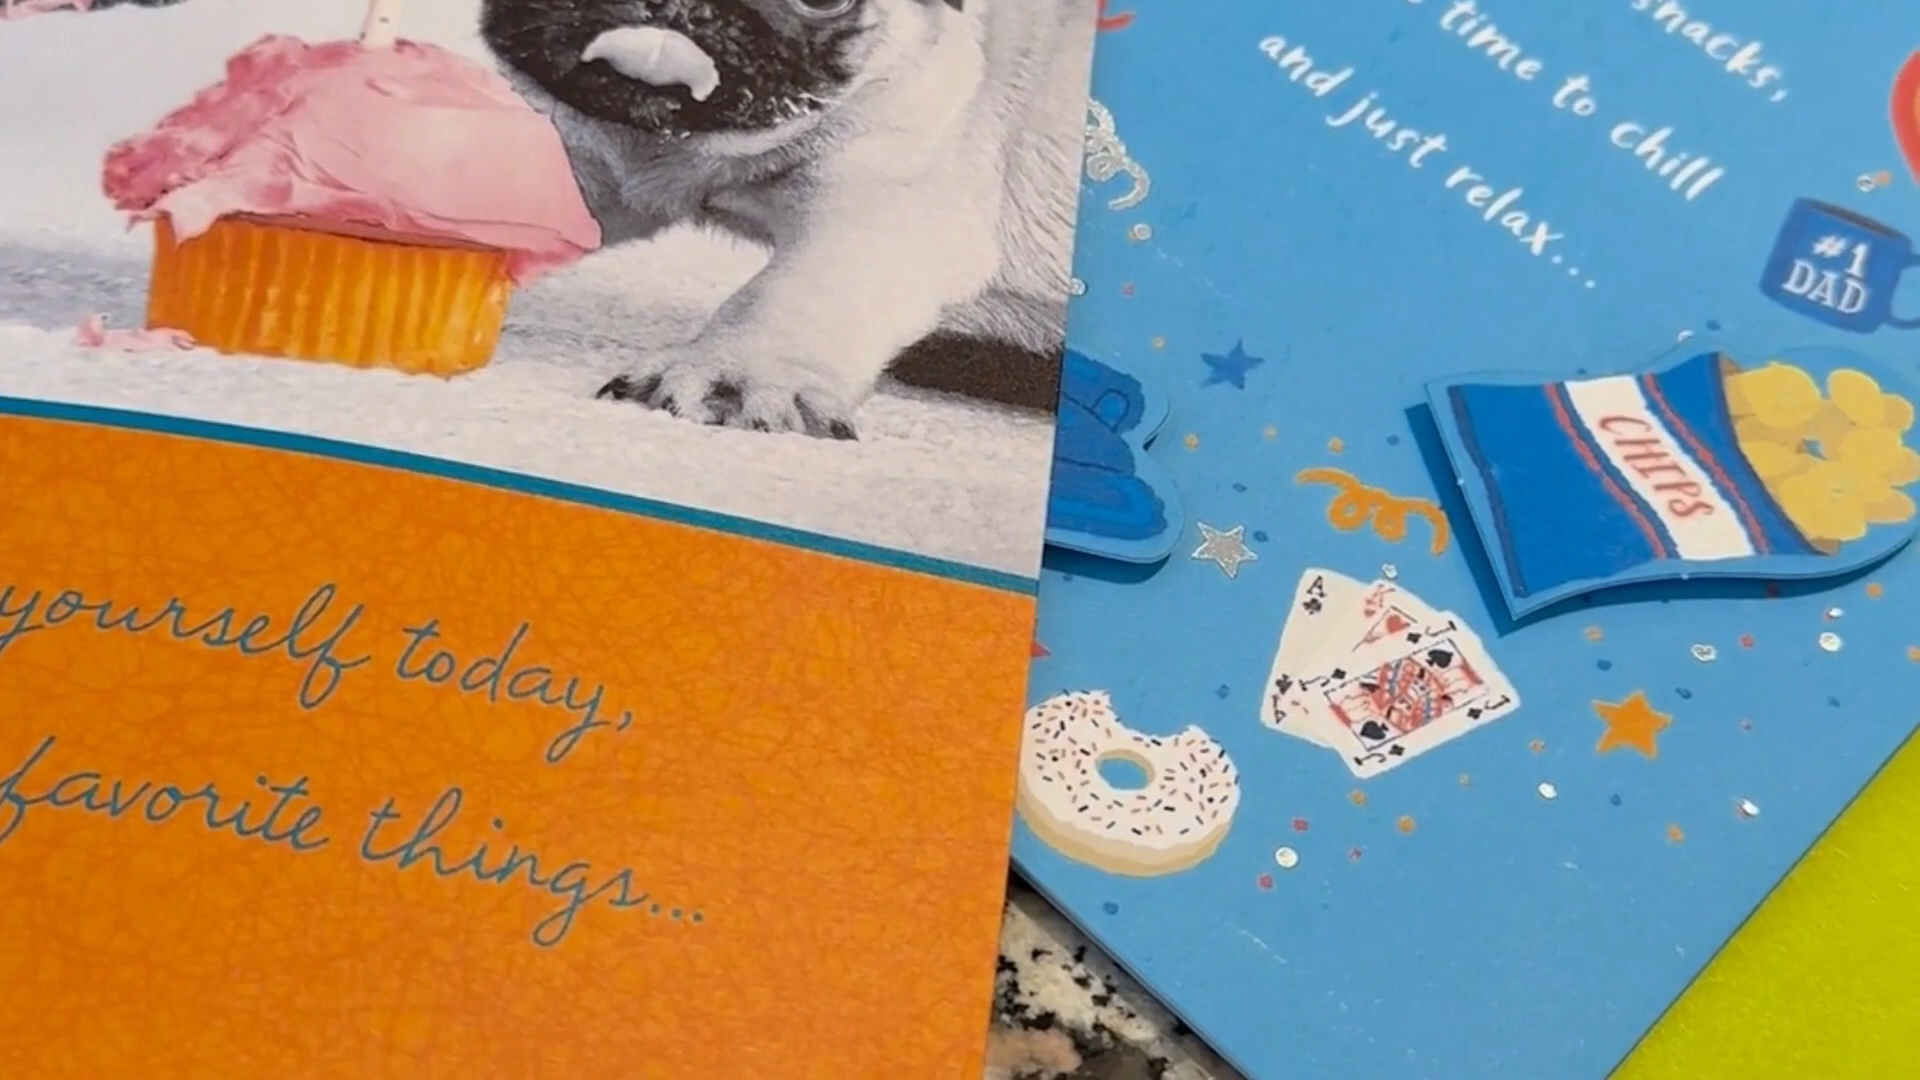 yourself today,
favorite things...
snacks,
time to chill
and just relax...
#1
DAD
CHIPS
A
K
J
J
J